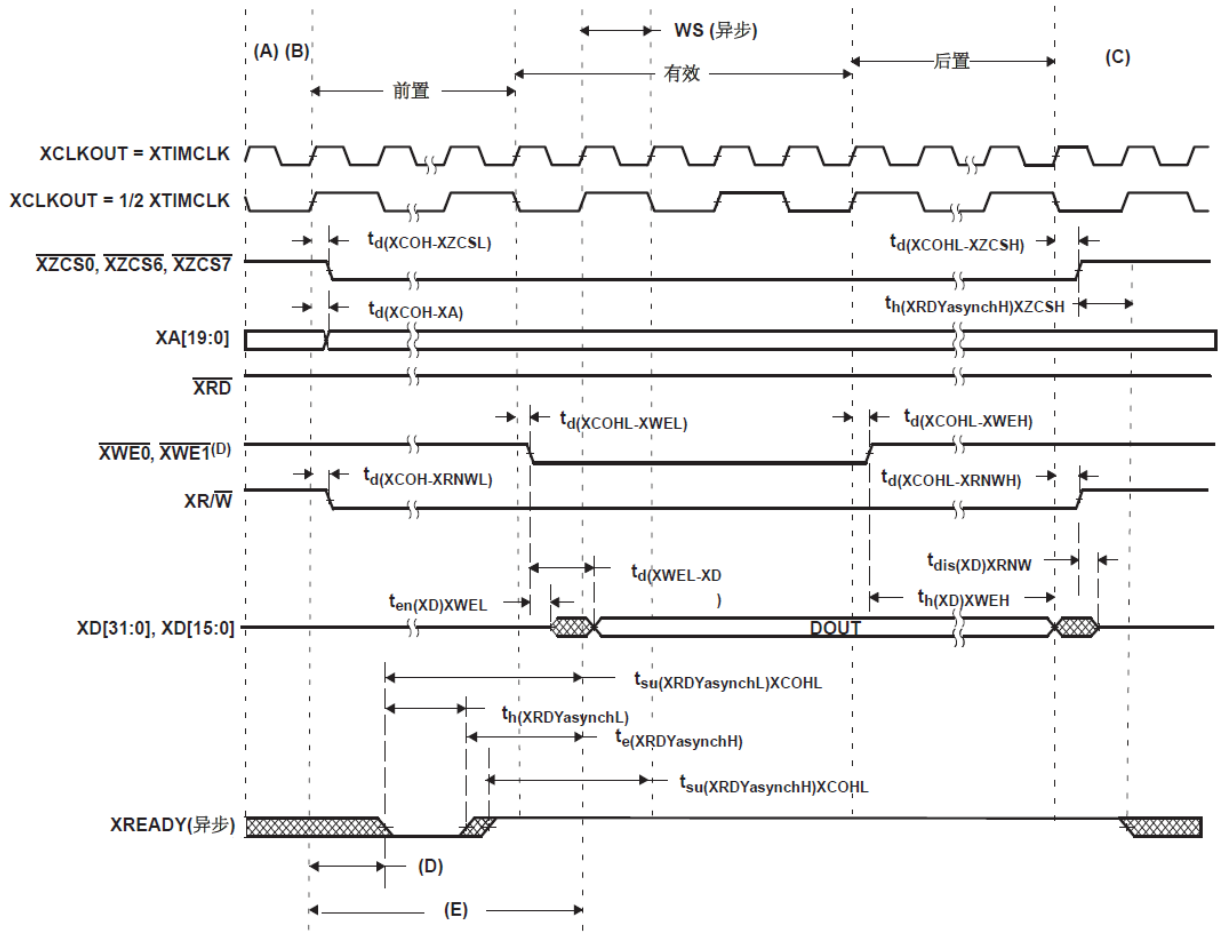 WS (异步)
(A) (B)
有效
后置
(C)
前置
XCLKOUT = XTIMCLK
XCLKOUT = 1/2 XTIMCLK
td(XCOH-XZCSL)
td(XCOHL-XZCSH)
XZCS0, XZCS6, XZCS7
td(XCOH-XA)
th(XRDYasynchH)XZCSH
XA[19:0]
XRD
td(XCOHL-XWEL)
td(XCOHL-XWEH)
XWE0, XWE1(D)
td(XCOH-XRNWL)
td(XCOHL-XRNWH)
XR/W
tdis(XD)XRNW
td(XWEL-XD
)
ten(XD)XWEL
th(XD)XWEH
XD[31:0], XD[15:0]
DOUT
tsu(XRDYasynchL)XCOHL
th(XRDYasynchL)
te(XRDYasynchH)
tsu(XRDYasynchH)XCOHL
XREADY(异步)
(D)
(E)